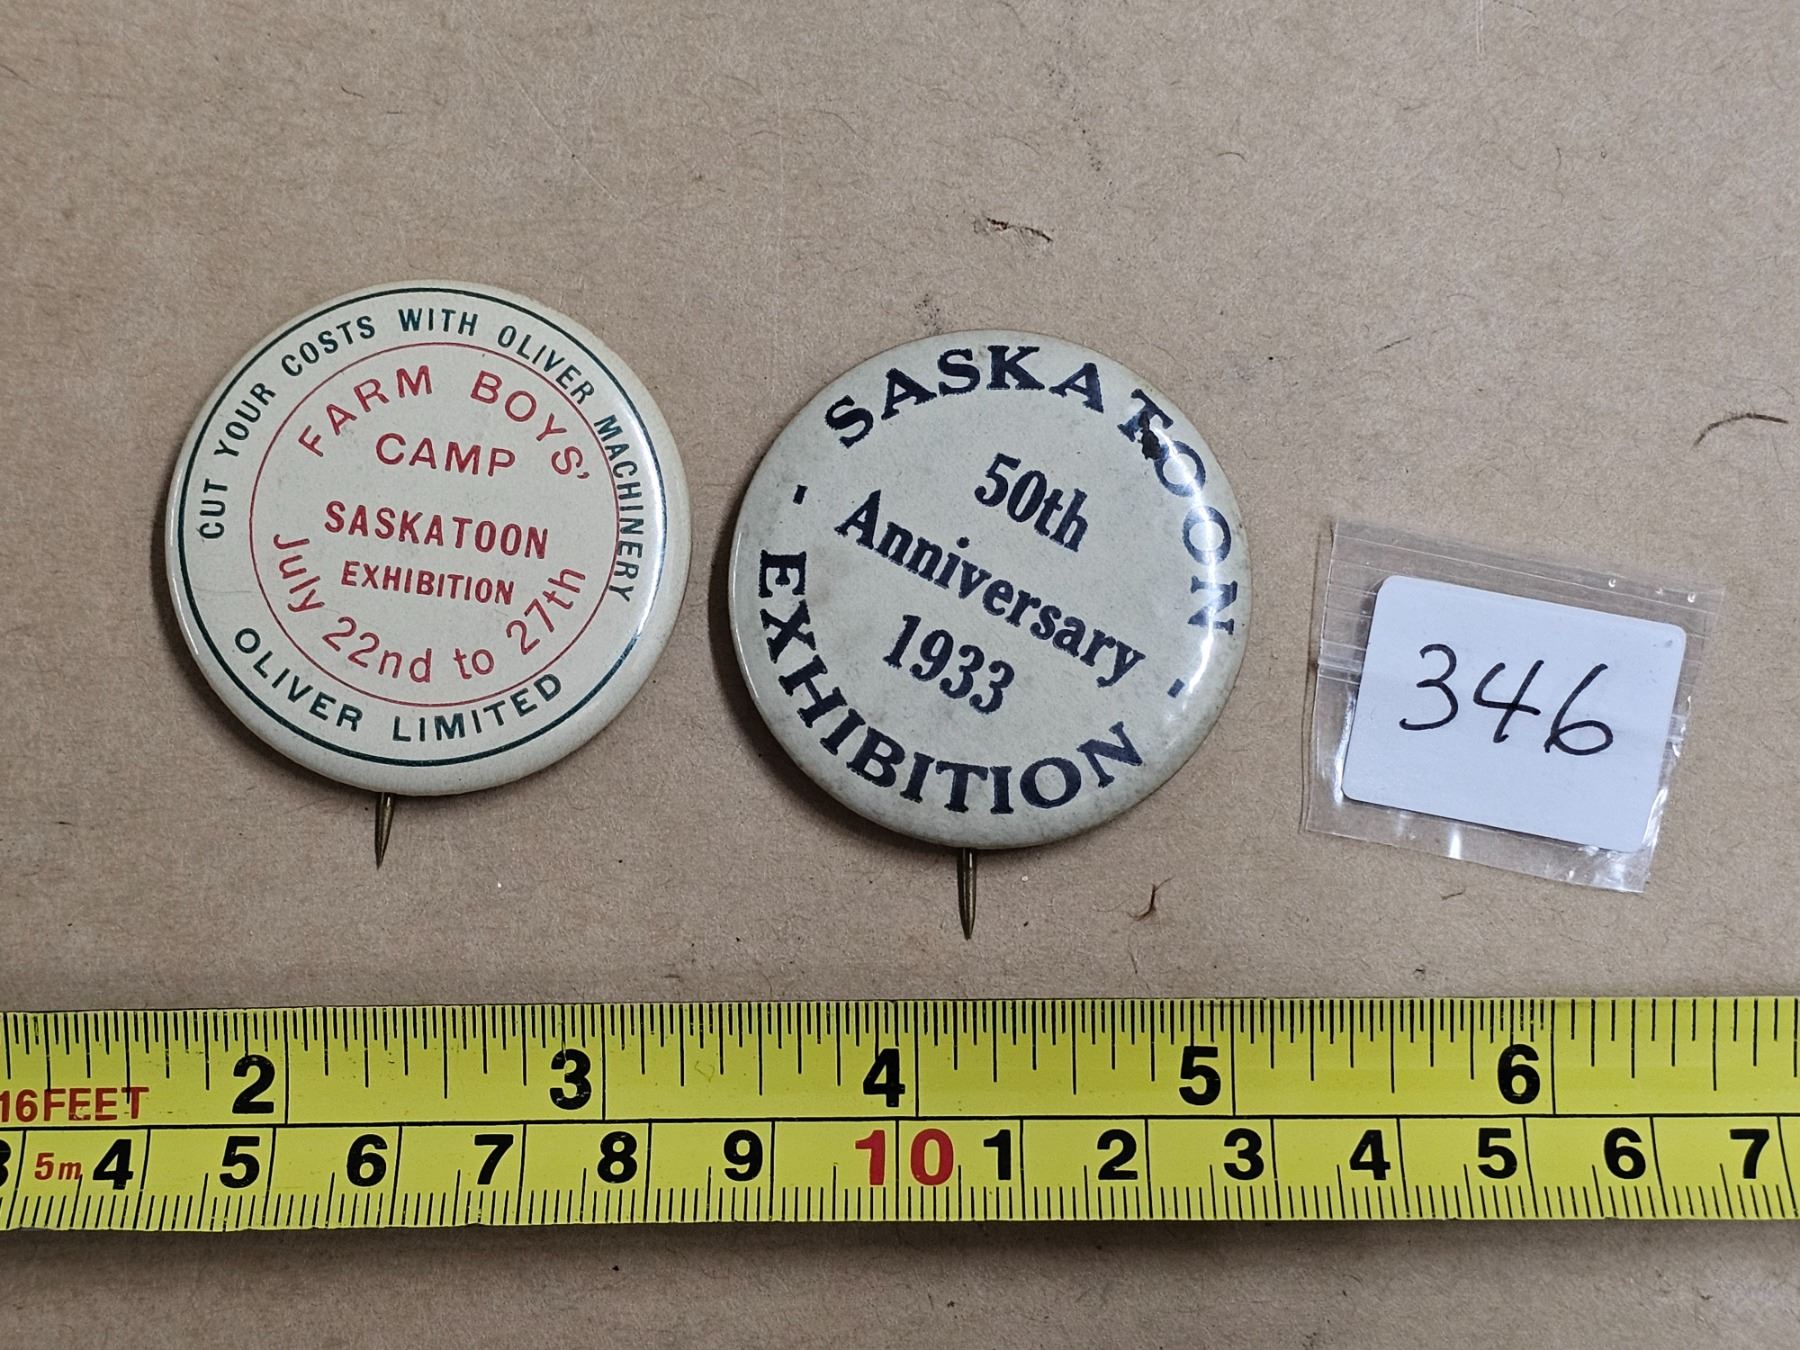 CUT YOUR COSTS WITH OLIVER MACHINERY
FARM BOYS'
CAMP
SASKATOON
EXHIBITION
July 22nd to 27th
OLIVER LIMITED
SASKATOON
50th
Anniversary
1933
- EXHIBITION -
346
2 3 4 5 6
16FEET
3 5m 4 5 6 7 8 9 10 1 2 3 4 5 6 7